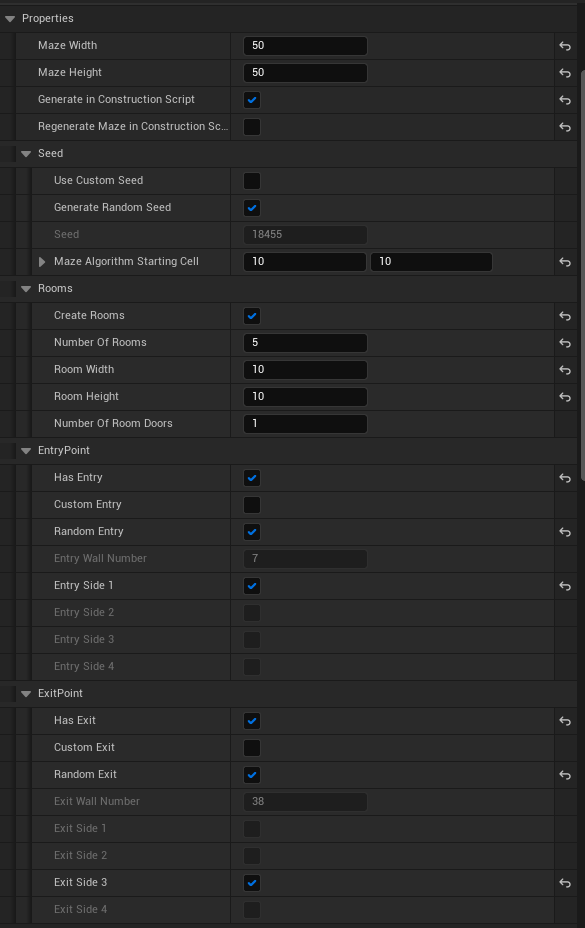 Properties
Maze Width 50
Maze Height 50
Generate in Construction Script
Regenerate Maze in Construction Sc...
Seed
Use Custom Seed
Generate Random Seed
Seed 18455
Maze Algorithm Starting Cell 10 10
Rooms
Create Rooms
Number Of Rooms 5
Room Width 10
Room Height 10
Number Of Room Doors 1
EntryPoint
Has Entry
Custom Entry
Random Entry
Entry Wall Number 7
Entry Side 1
Entry Side 2
Entry Side 3
Entry Side 4
ExitPoint
Has Exit
Custom Exit
Random Exit
Exit Wall Number 38
Exit Side 1
Exit Side 2
Exit Side 3
Exit Side 4